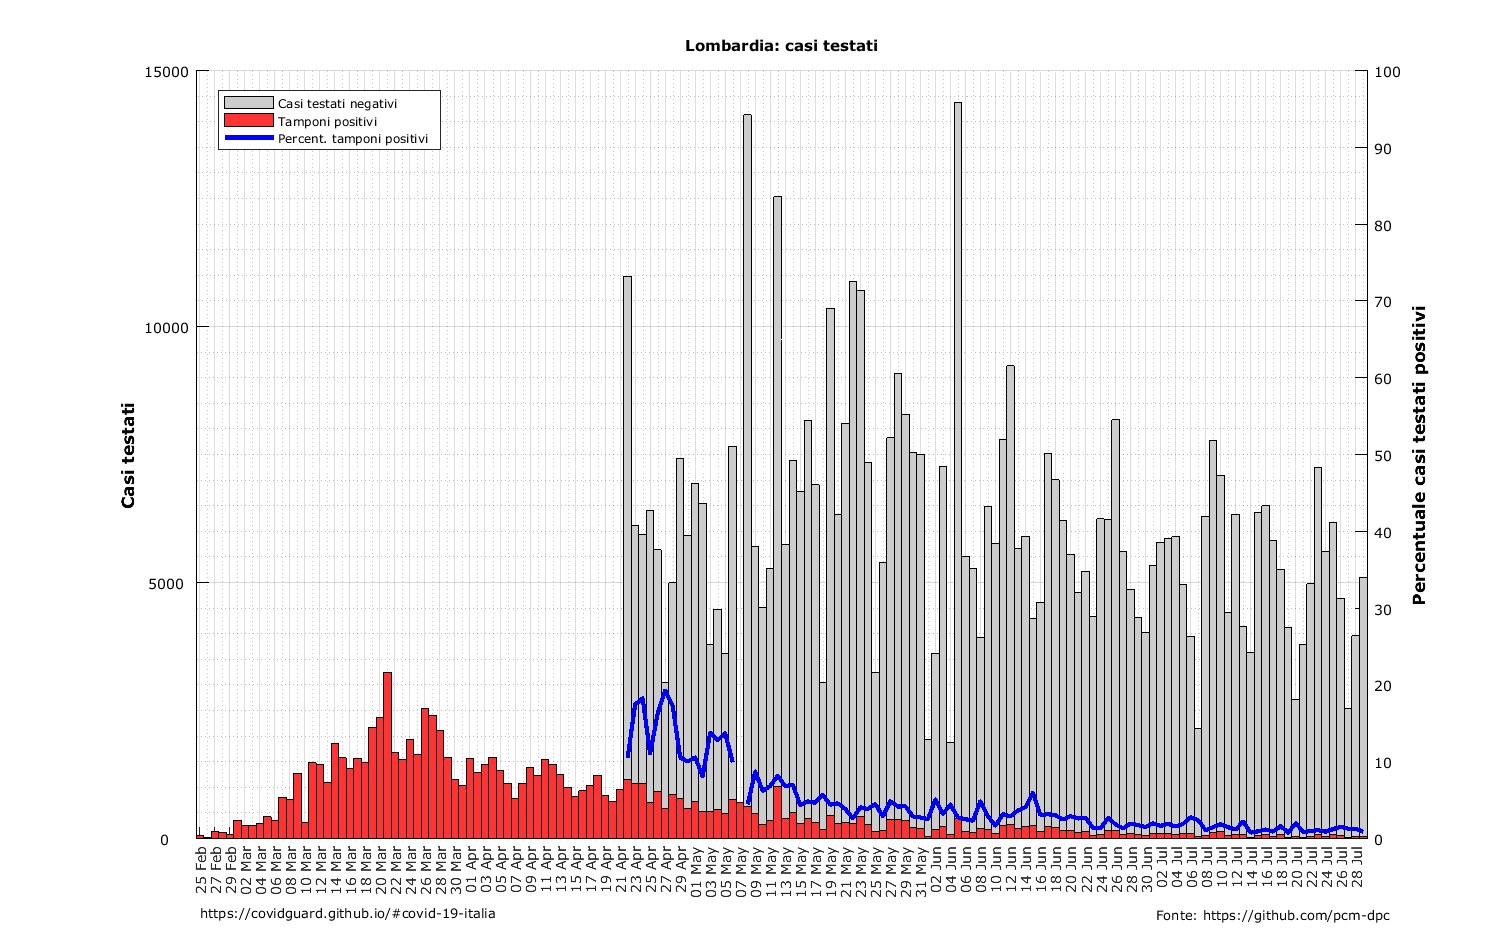 Lombardia: casi testati
Casi testati negativi
Tamponi positivi
Percent. tamponi positivi
Casi testati
15000
10000
5000
0
Percentuale casi testati positivi
100
90
80
70
60
50
40
30
20
10
0
25 Feb
27 Feb
29 Feb
02 Mar
04 Mar
06 Mar
08 Mar
10 Mar
12 Mar
14 Mar
16 Mar
18 Mar
20 Mar
22 Mar
24 Mar
26 Mar
28 Mar
30 Mar
01 Apr
03 Apr
05 Apr
07 Apr
09 Apr
11 Apr
13 Apr
15 Apr
17 Apr
19 Apr
21 Apr
23 Apr
25 Apr
27 Apr
29 Apr
01 May
03 May
05 May
07 May
09 May
11 May
13 May
15 May
17 May
19 May
21 May
23 May
25 May
27 May
29 May
31 May
02 Jun
04 Jun
06 Jun
08 Jun
10 Jun
12 Jun
14 Jun
16 Jun
18 Jun
20 Jun
22 Jun
24 Jun
26 Jun
28 Jun
30 Jun
02 Jul
04 Jul
06 Jul
08 Jul
10 Jul
12 Jul
14 Jul
16 Jul
18 Jul
20 Jul
22 Jul
24 Jul
26 Jul
28 Jul
https://covidguard.github.io/#covid-19-italia
Fonte: https://github.com/pcm-dpc